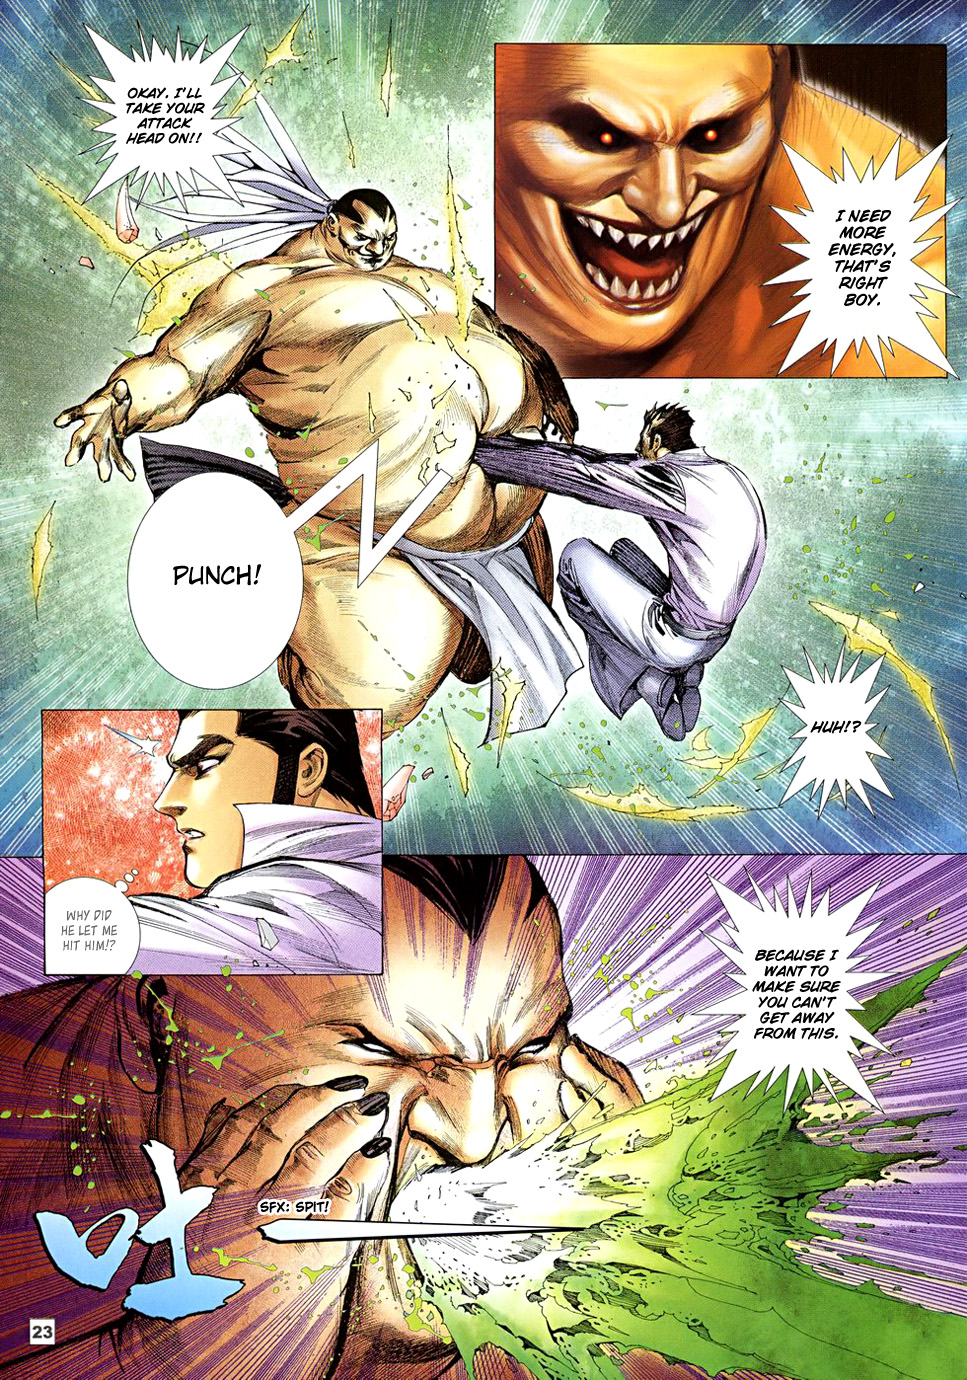 OKAY. I'LL
TAKE YOUR
ATTACK
HEAD ON!!
I NEED
MORE
ENERGY,
THAT'S
RIGHT
BOY.
PUNCH!
HUH!?
WHY DID
HE LET ME
HIT HIM!?
BECAUSE I
WANT TO
MAKE SURE
YOU CAN'T
GET AWAY
FROM THIS.
SFX: SPIT!
吐
23